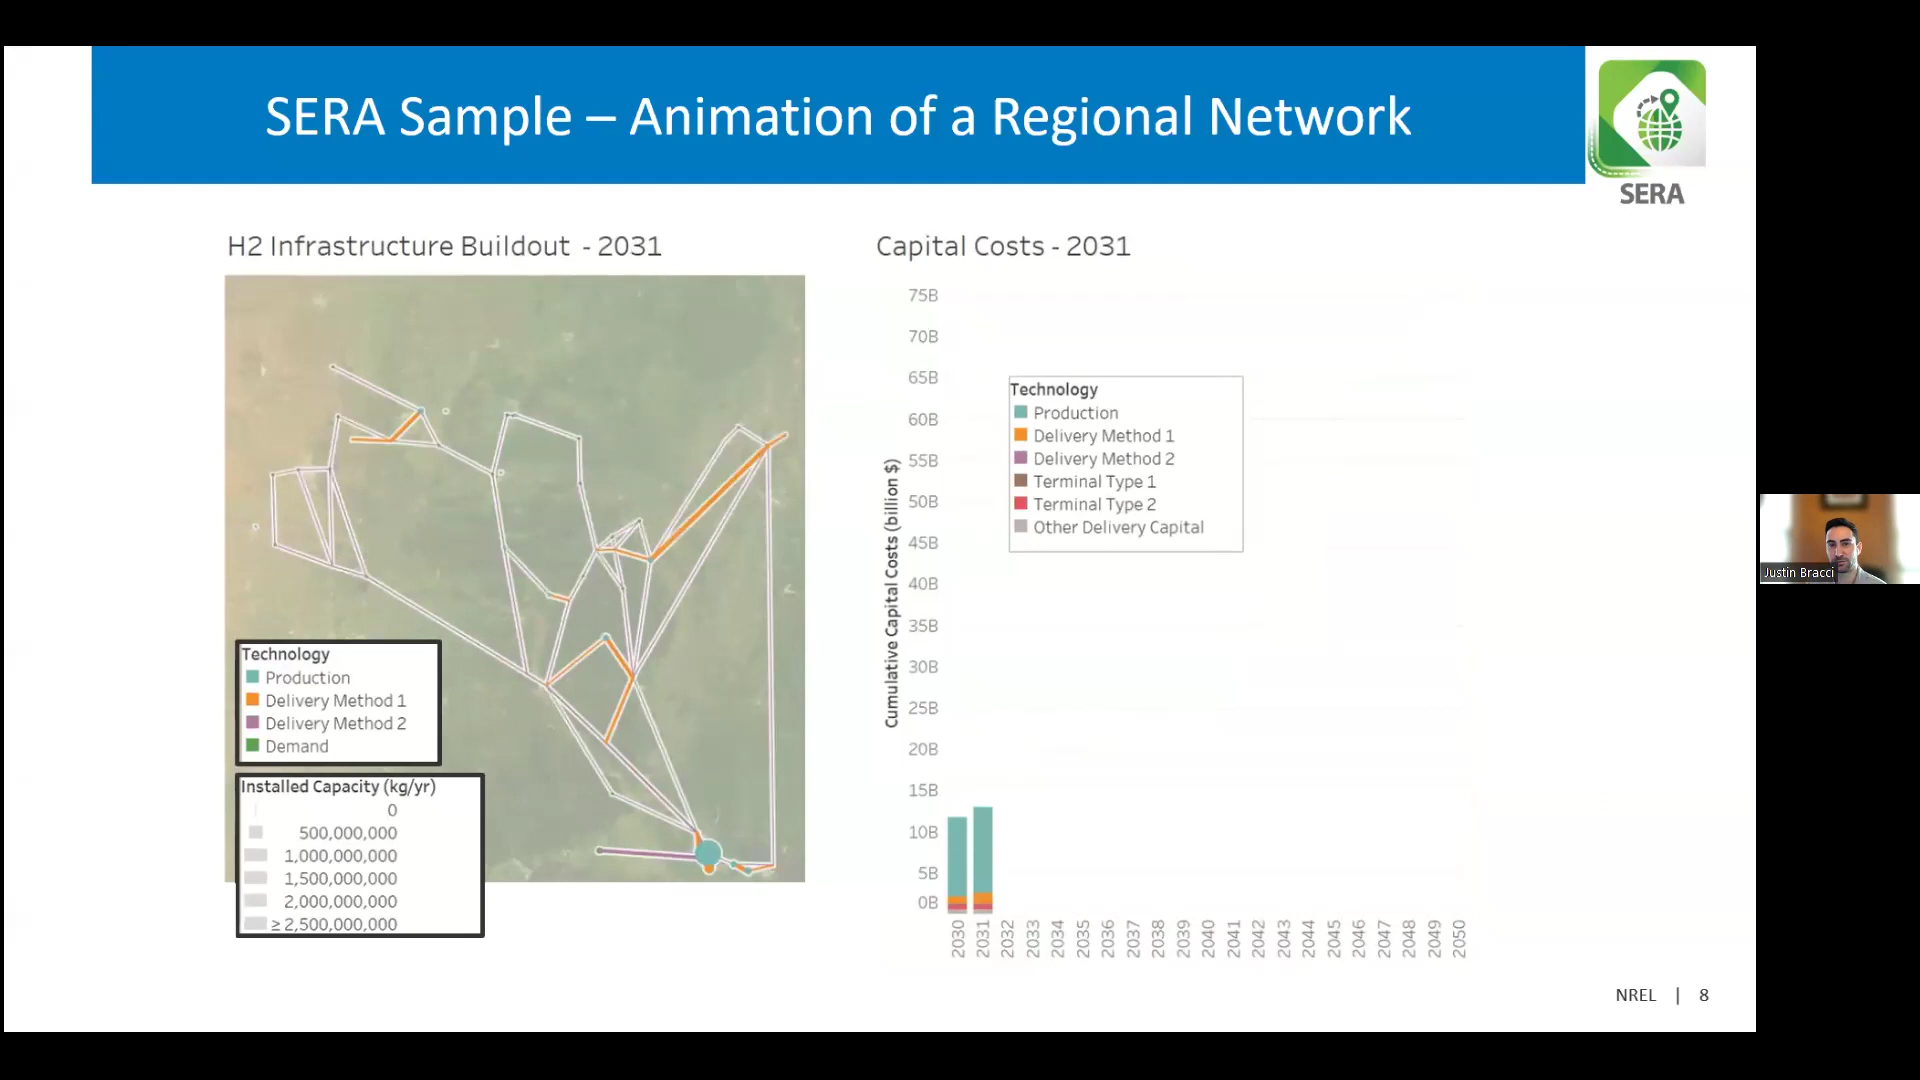 SERA Sample – Animation of a Regional Network
SERA
H2 Infrastructure Buildout - 2031
Technology
Production
Delivery Method 1
Delivery Method 2
Demand
Installed Capacity (kg/yr)
0
500,000,000
1,000,000,000
1,500,000,000
2,000,000,000
≥ 2,500,000,000
Capital Costs - 2031
Cumulative Capital Costs (billion $)
75B
70B
65B
60B
55B
50B
45B
40B
35B
30B
25B
20B
15B
10B
5B
0B
Technology
Production
Delivery Method 1
Delivery Method 2
Terminal Type 1
Terminal Type 2
Other Delivery Capital
2030 2031 2032 2033 2034 2035 2036 2037 2038 2039 2040 2041 2042 2043 2044 2045 2046 2047 2048 2049 2050
Justin Bracci
NREL | 8